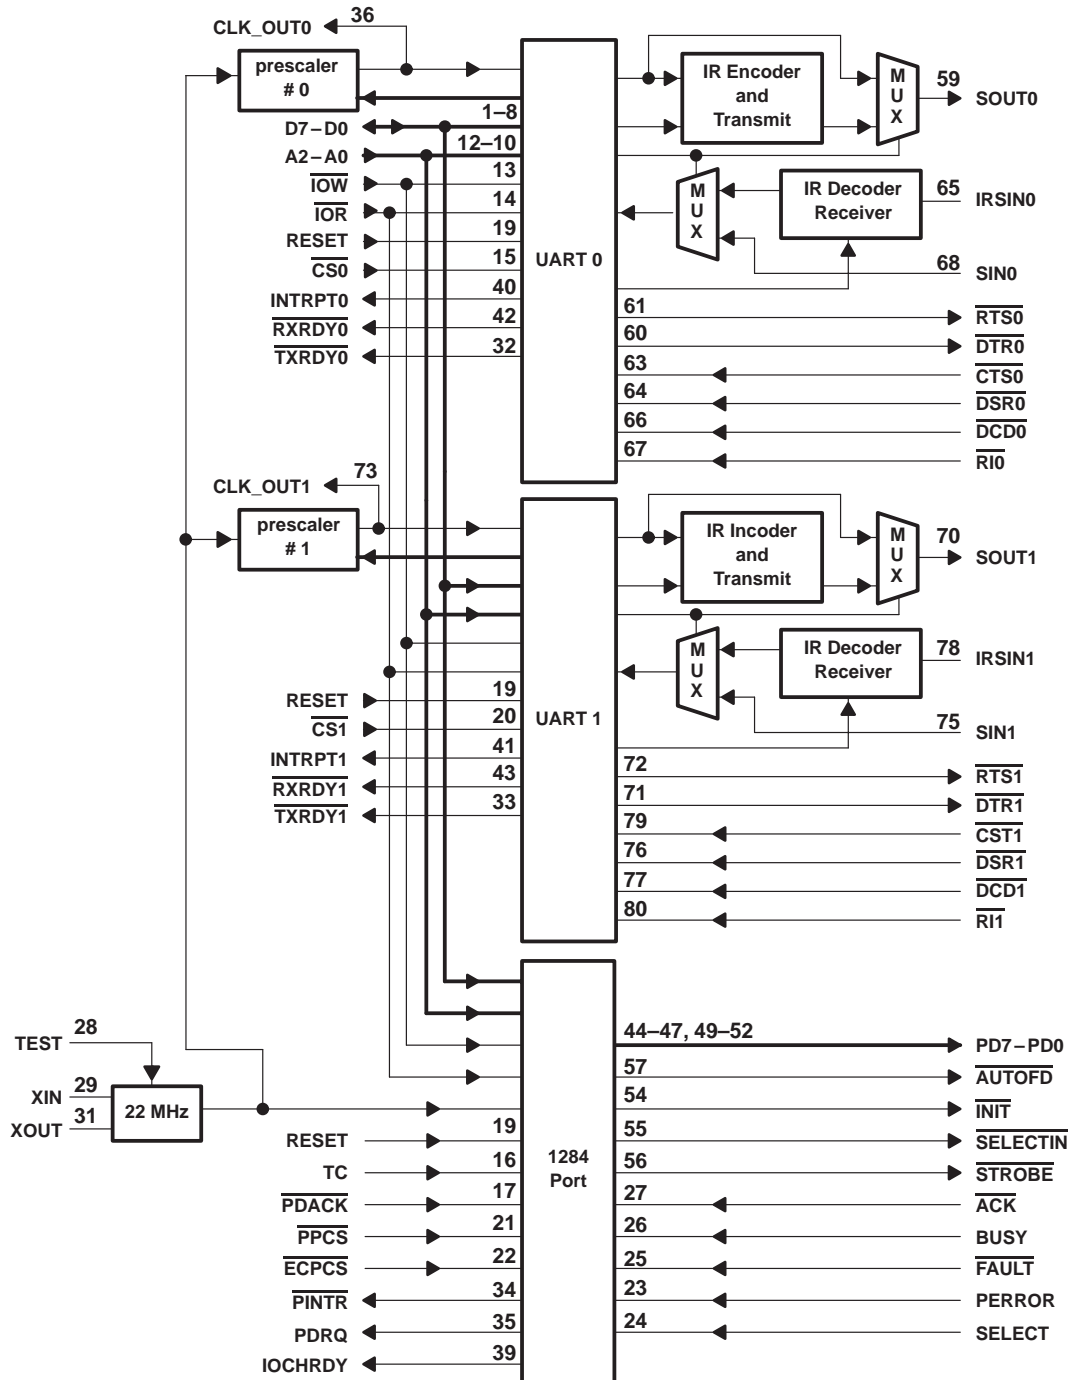 CLK_OUT0 36
prescaler
# 0
D7–D0 1–8
A2–A0 12–10
IOW 13
IOR 14
RESET 19
CS0 15
INTRPT0 40
RXRDY0 42
TXRDY0 32
UART 0
IR Encoder
and
Transmit
M
U
X
59 SOUT0
M
U
X
IR Decoder
Receiver
65 IRSIN0
68 SIN0
61 RTS0
60 DTR0
63 CTS0
64 DSR0
66 DCD0
67 RI0
CLK_OUT1 73
prescaler
# 1
RESET 19
CS1 20
INTRPT1 41
RXRDY1 43
TXRDY1 33
UART 1
IR Incoder
and
Transmit
M
U
X
70 SOUT1
M
U
X
IR Decoder
Receiver
78 IRSIN1
75 SIN1
72 RTS1
71 DTR1
79 CST1
76 DSR1
77 DCD1
80 RI1
TEST 28
XIN 29
XOUT 31
22 MHz
RESET 19
TC 16
PDACK 17
PPCS 21
ECPCS 22
PINTR 34
PDRQ 35
IOCHRDY 39
1284
Port
44–47, 49–52 PD7–PD0
57 AUTOFD
54 INIT
55 SELECTIN
56 STROBE
27 ACK
26 BUSY
25 FAULT
23 PERROR
24 SELECT